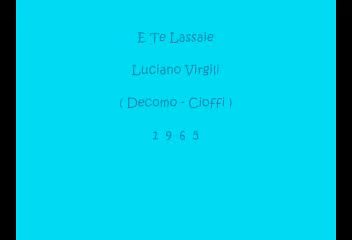 E Te Lassaie
Luciano Virgili
( Decomo - Cioffi )
1 9 6 5